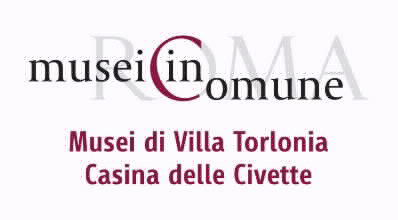 ROMA
musei in Comune
Musei di Villa Torlonia
Casina delle Civette